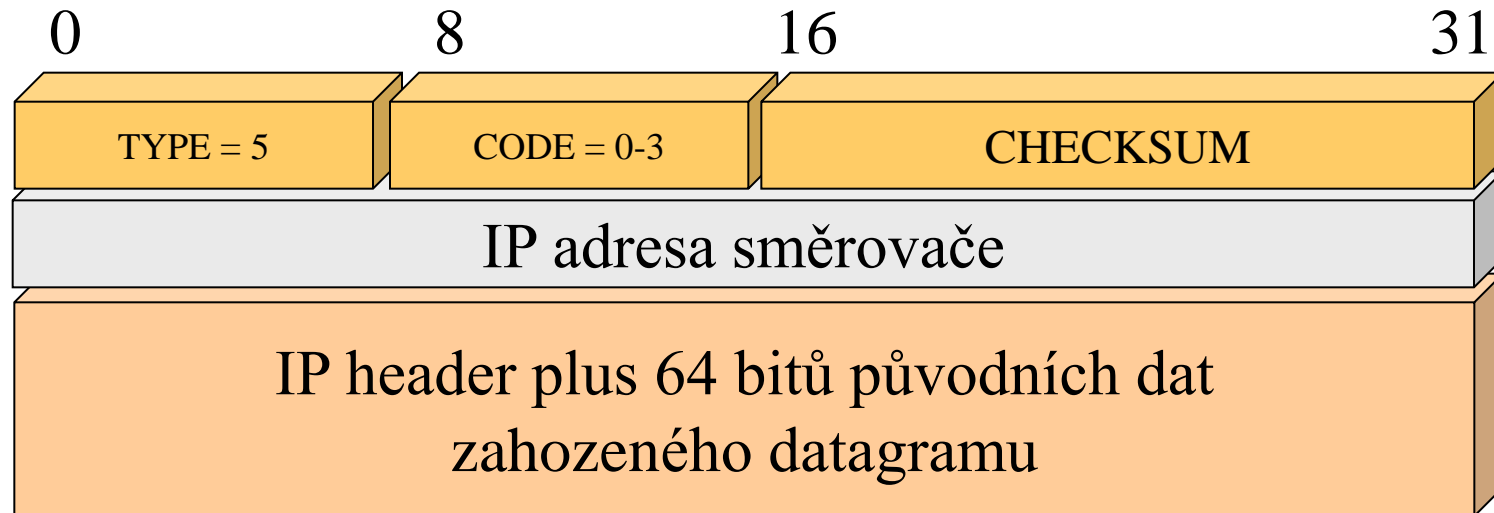 0 8 16 31
TYPE = 5 CODE = 0-3 CHECKSUM
IP adresa směrovače
IP header plus 64 bitů původních dat
zahozeného datagramu